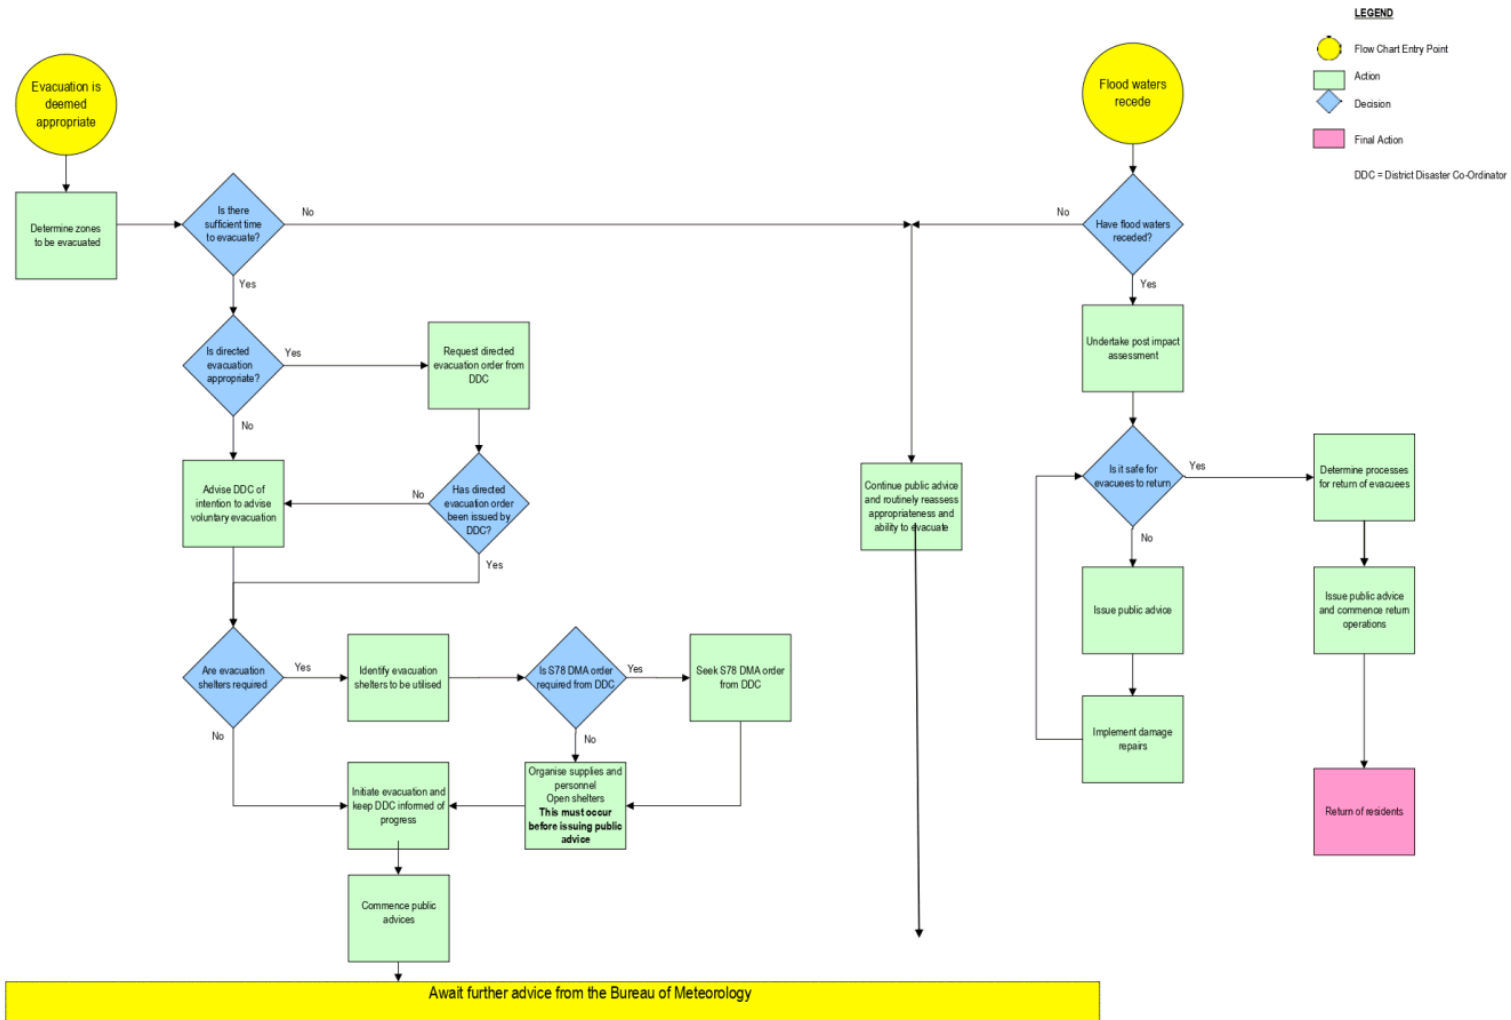 LEGEND
Flow Chart Entry Point
Action
Decision
Final Action
DDC = District Disaster Co-Ordinator
Evacuation is
deemed
appropriate
Determine zones
to be evacuated
Is there
sufficient time
to evacuate?
No
Yes
Is directed
evacuation
appropriate?
Yes
No
Request directed
evacuation order from
DDC
Advise DDC of
intention to advise
voluntary evacuation
No
Has directed
evacuation order
been issued by
DDC?
Yes
Are evacuation
shelters required
Yes
No
Identify evacuation
shelters to be utilised
Is S78 DMA order
required from DDC
Yes
No
Seek S78 DMA order
from DDC
Organise supplies and
personnel
Open shelters
This must occur
before issuing public
advice
Initiate evacuation and
keep DDC informed of
progress
Commence public
advices
Continue public advice
and routinely reassess
appropriateness and
ability to evacuate
Flood waters
recede
No
Have flood waters
receded?
Yes
Undertake post impact
assessment
Is it safe for
evacuees to return
Yes
No
Issue public advice
Implement damage
repairs
Determine processes
for return of evacuees
Issue public advice
and commence return
operations
Return of residents
Await further advice from the Bureau of Meteorology